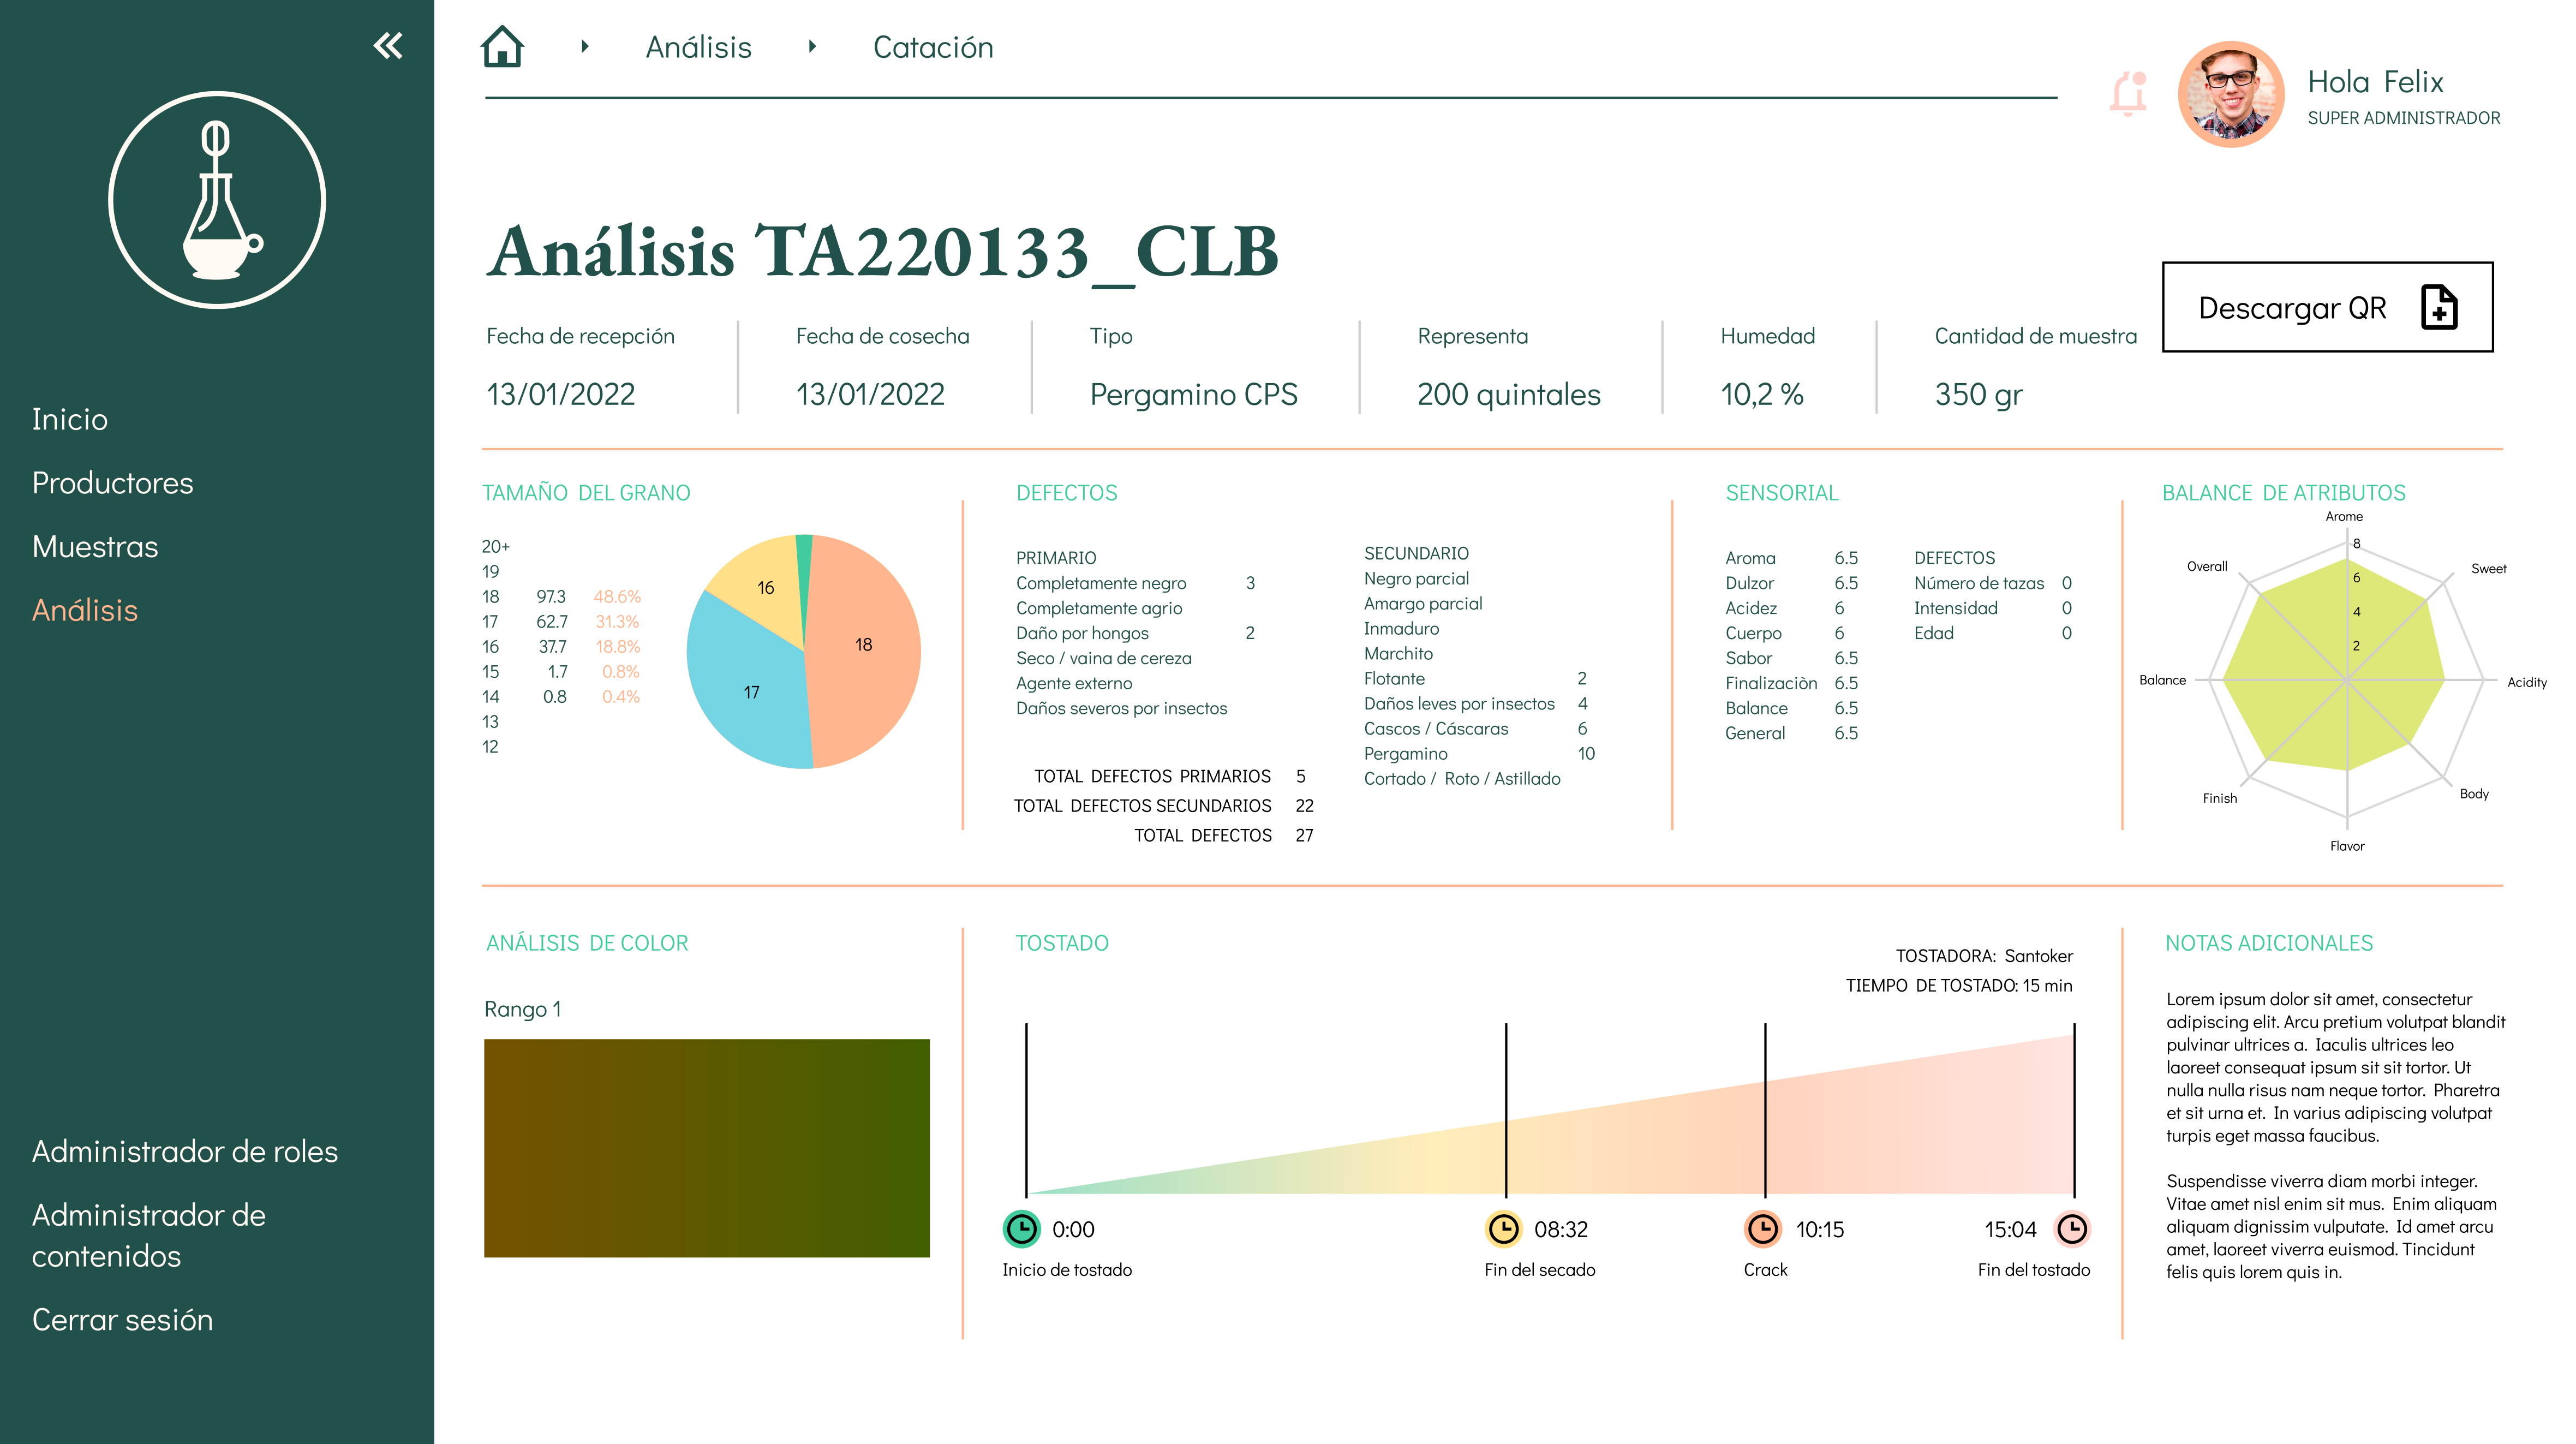 Análisis
Catación
Hola Felix
SUPER ADMINISTRADOR
Inicio
Productores
Muestras
Análisis
Administrador de roles
Administrador de
contenidos
Cerrar sesión
Análisis TA220133_CLB
Descargar QR
Fecha de recepción
13/01/2022
Fecha de cosecha
13/01/2022
Tipo
Pergamino CPS
Representa
200 quintales
Humedad
10,2 %
Cantidad de muestra
350 gr
TAMAÑO DEL GRANO
20+
19
18 97.3 48.6%
17 62.7 31.3%
16 37.7 18.8%
15 1.7 0.8%
14 0.8 0.4%
13
12
16
18
17
DEFECTOS
PRIMARIO
Completamente negro 3
Completamente agrio
Daño por hongos 2
Seco / vaina de cereza
Agente externo
Daños severos por insectos
TOTAL DEFECTOS PRIMARIOS 5
TOTAL DEFECTOS SECUNDARIOS 22
TOTAL DEFECTOS 27
SECUNDARIO
Negro parcial
Amargo parcial
Inmaduro
Marchito
Flotante 2
Daños leves por insectos 4
Cascos / Cáscaras 6
Pergamino 10
Cortado / Roto / Astillado
SENSORIAL
Aroma 6.5
Dulzor 6.5
Acidez 6
Cuerpo 6
Sabor 6.5
Finalizaciòn 6.5
Balance 6.5
General 6.5
DEFECTOS
Número de tazas 0
Intensidad 0
Edad 0
BALANCE DE ATRIBUTOS
Arome
8
Overall
Sweet
6
4
2
Balance
Acidity
Finish
Body
Flavor
ANÁLISIS DE COLOR
Rango 1
TOSTADO
TOSTADORA: Santoker
TIEMPO DE TOSTADO: 15 min
0:00
Inicio de tostado
08:32
Fin del secado
10:15
Crack
15:04
Fin del tostado
NOTAS ADICIONALES
Lorem ipsum dolor sit amet, consectetur
adipiscing elit. Arcu pretium volutpat blandit
pulvinar ultrices a. Iaculis ultrices leo
laoreet consequat ipsum sit sit tortor. Ut
nulla nulla risus nam neque tortor. Pharetra
et sit urna et. In varius adipiscing volutpat
turpis eget massa faucibus.
Suspendisse viverra diam morbi integer.
Vitae amet nisl enim sit mus. Enim aliquam
aliquam dignissim vulputate. Id amet arcu
amet, laoreet viverra euismod. Tincidunt
felis quis lorem quis in.